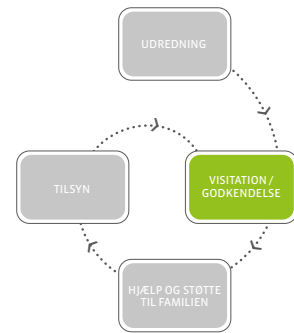 UDREDNING
TILSYN
VISITATION /
GODKENDELSE
HJÆLP OG STØTTE
TIL FAMILIEN